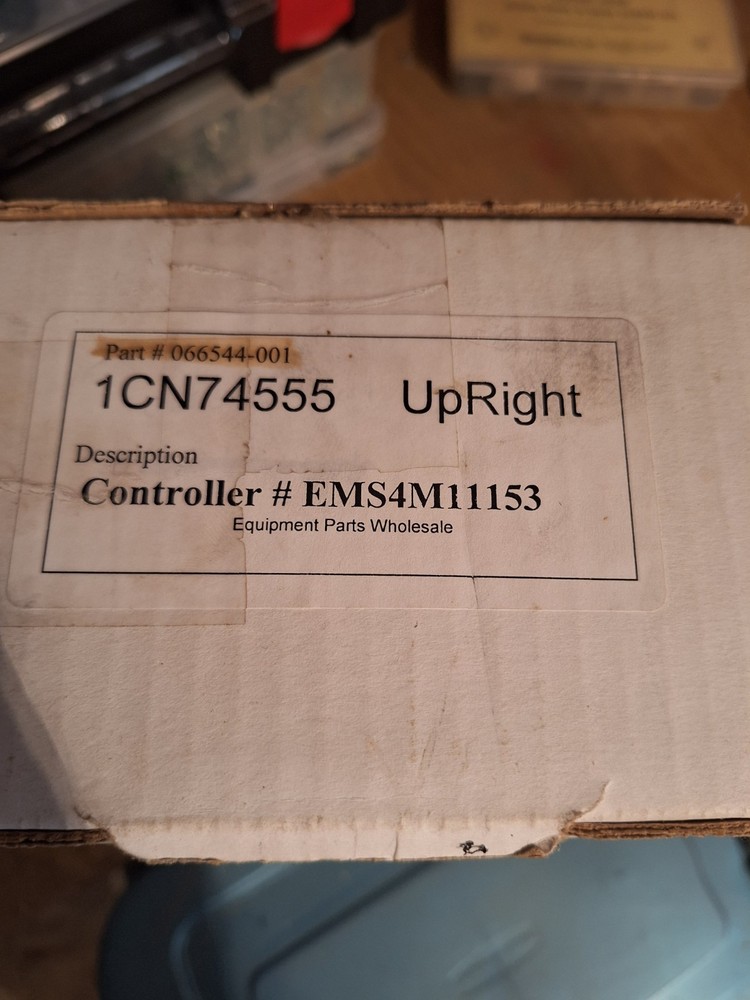 Part # 066544-001
1CN74555 UpRight
Description
Controller # EMS4M11153
Equipment Parts Wholesale